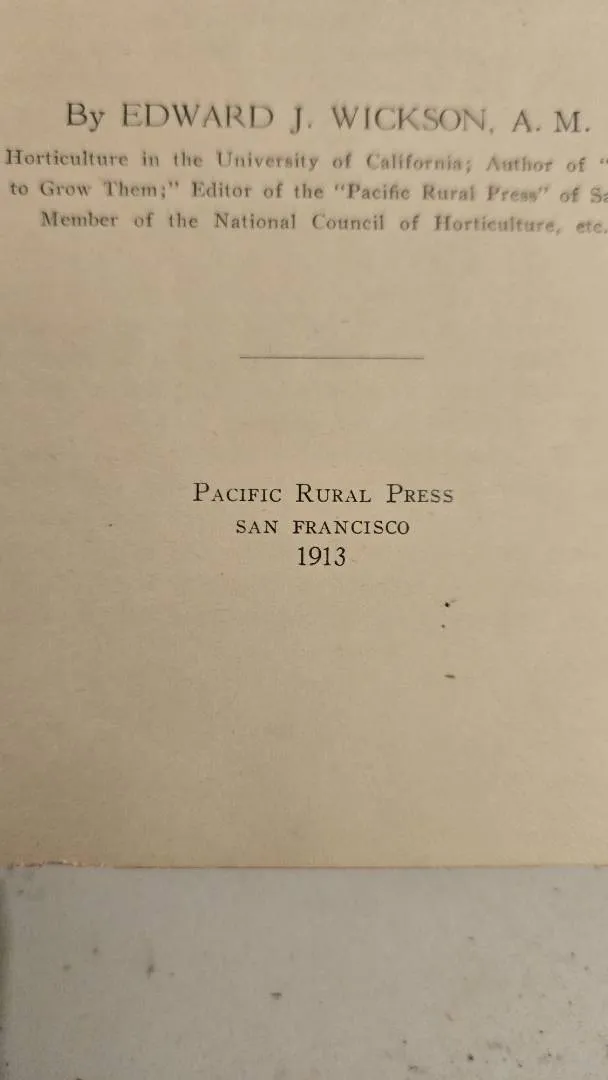 By EDWARD J. WICKSON, A. M.
Horticulture in the University of California; Author of "
to Grow Them;" Editor of the "Pacific Rural Press" of Sa
Member of the National Council of Horticulture, etc.
PACIFIC RURAL PRESS
SAN FRANCISCO
1913